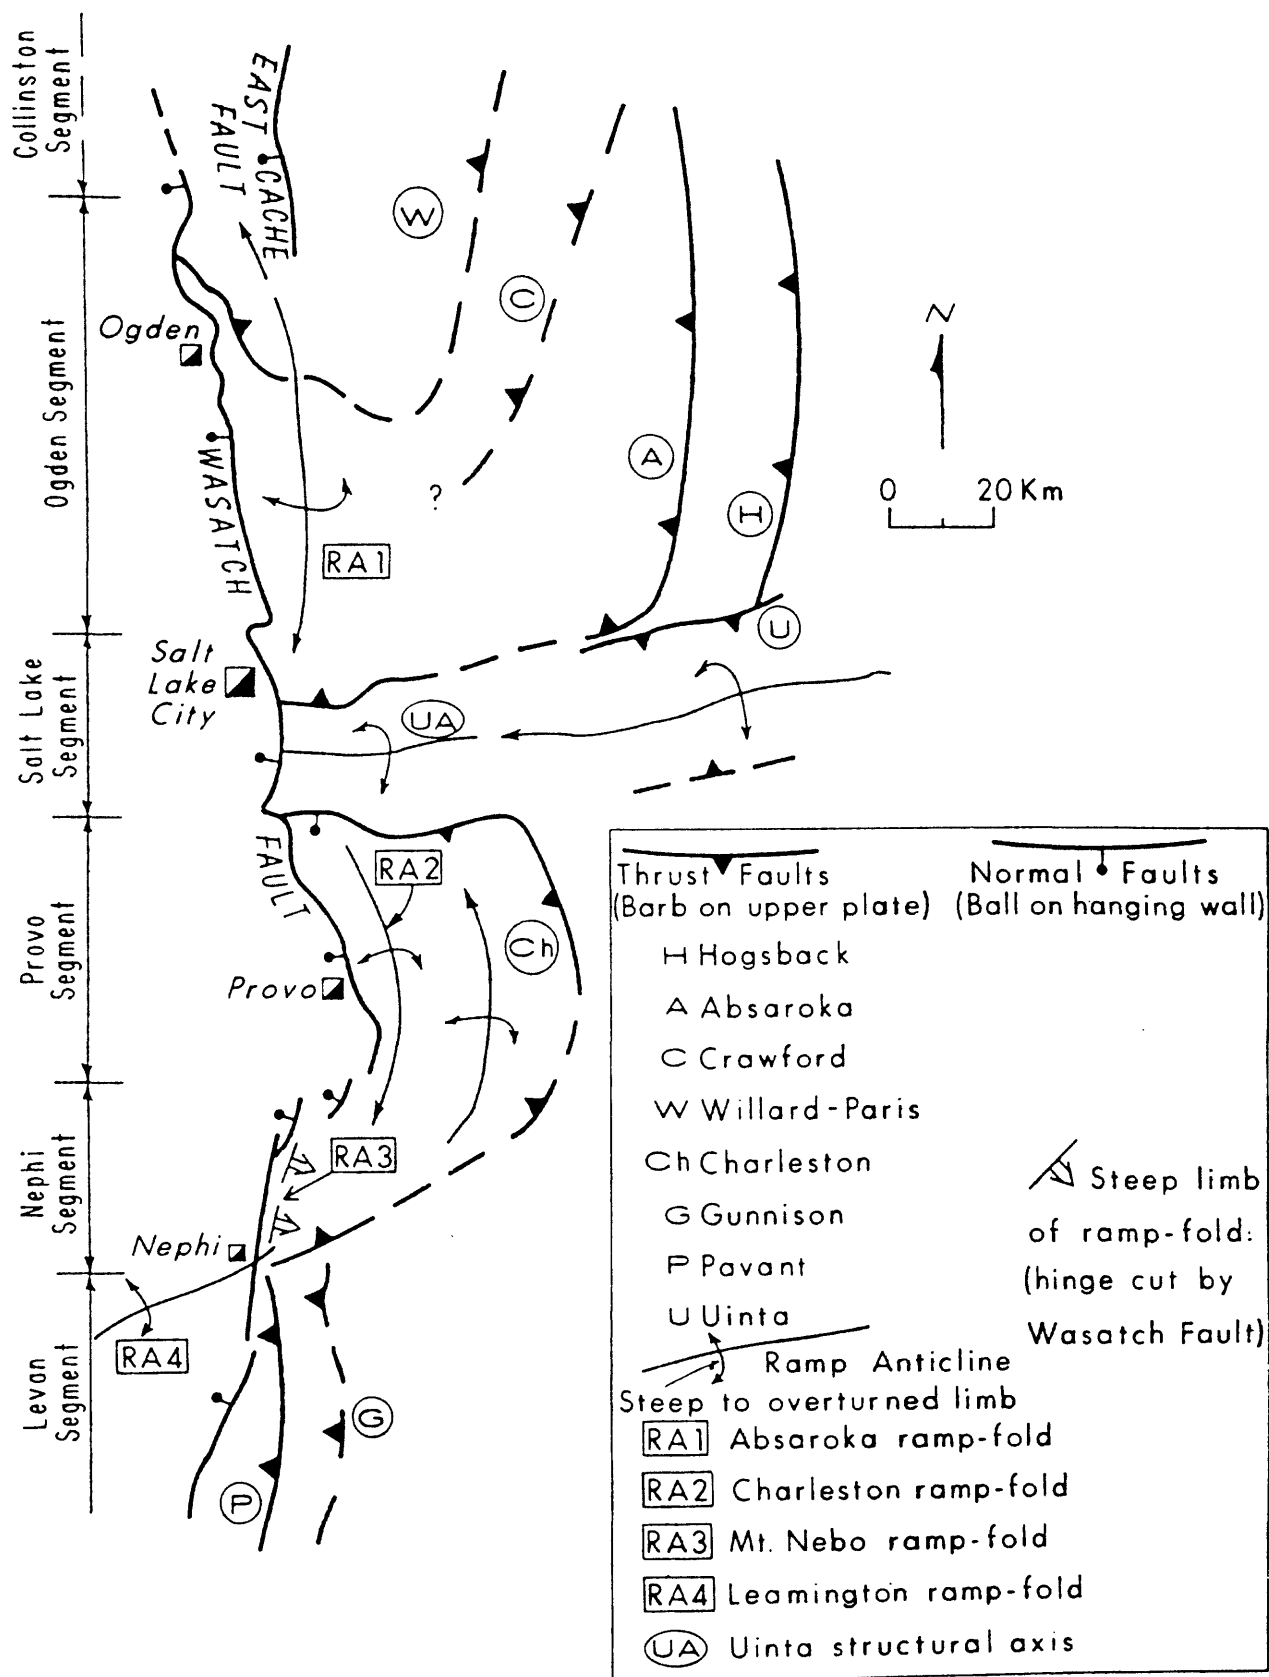 Collinston
Segment
EAST CACHE
FAULT
W
C
Ogden
Ogden Segment
WASATCH
N
0 20 Km
A
H
?
RA1
U
Salt
Lake
City
Salt Lake
Segment
UA
FAULT
RA2
Ch
Provo
Segment
Provo
RA3
Nephi
Segment
Nephi
RA4
Levan
Segment
G
P
Thrust Faults
(Barb on upper plate)
Normal Faults
(Ball on hanging wall)
H Hogsback
A Absaroka
C Crawford
W Willard-Paris
Ch Charleston
G Gunnison
P Pavant
U Uinta
Steep limb
of ramp-fold:
(hinge cut by
Wasatch Fault)
Ramp Anticline
Steep to overturned limb
RA1 Absaroka ramp-fold
RA2 Charleston ramp-fold
RA3 Mt. Nebo ramp-fold
RA4 Leamington ramp-fold
UA Uinta structural axis